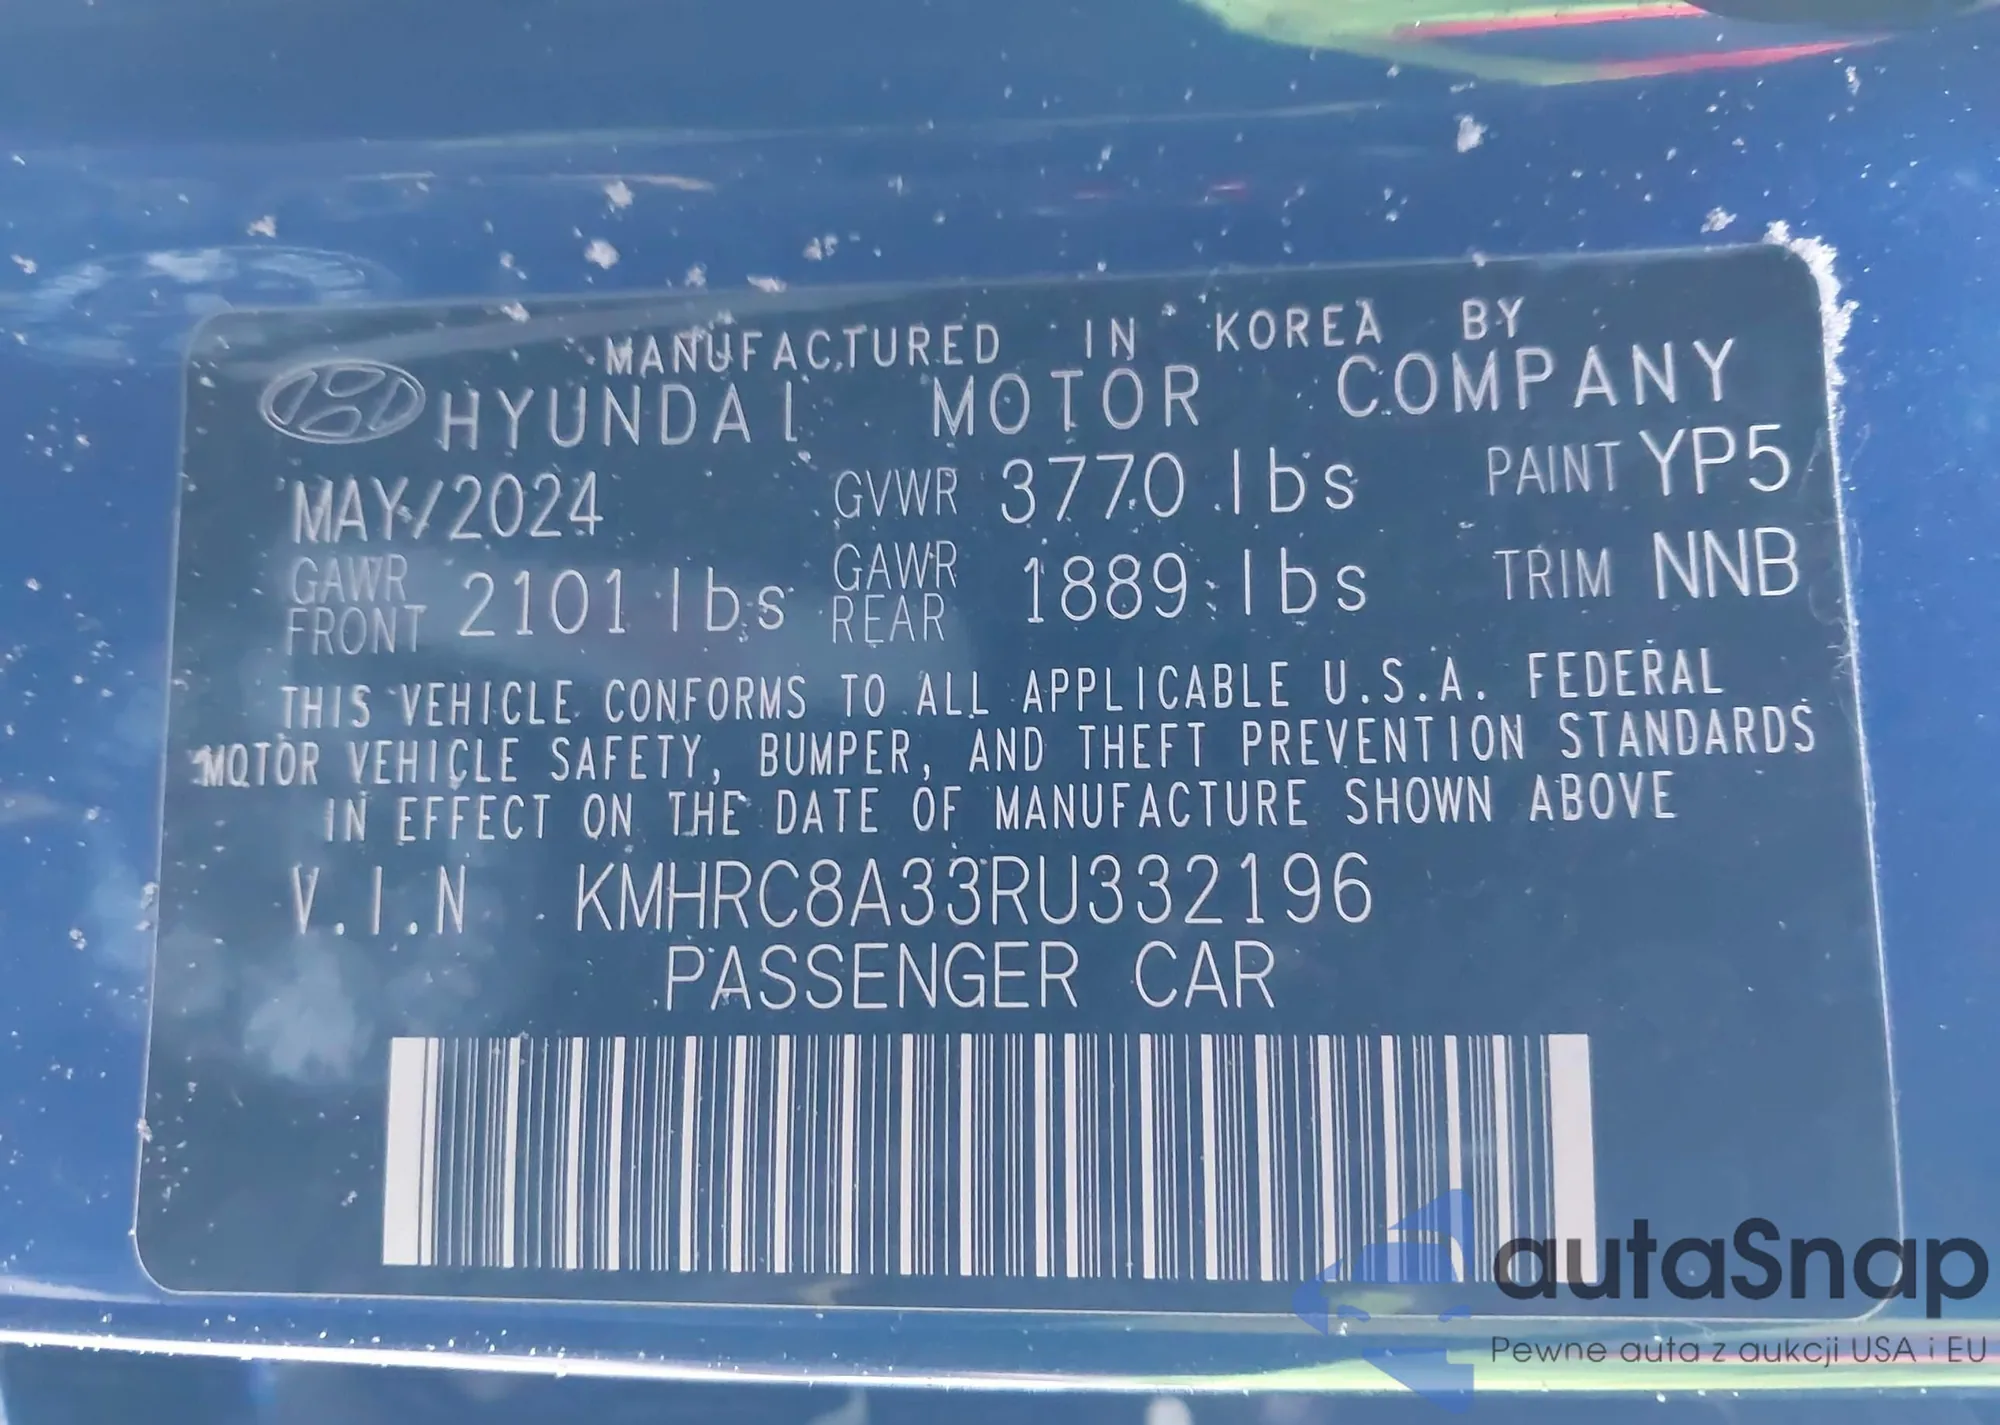 MANUFACTURED IN KOREA BY
HYUNDAI MOTOR COMPANY
MAY/2024 GVWR 3770 lbs PAINT YP5
GAWR FRONT 2101 lbs GAWR REAR 1889 lbs TRIM NNB
THIS VEHICLE CONFORMS TO ALL APPLICABLE U.S.A. FEDERAL
MOTOR VEHICLE SAFETY, BUMPER, AND THEFT PREVENTION STANDARDS
IN EFFECT ON THE DATE OF MANUFACTURE SHOWN ABOVE
V.I.N KMHRC8A33RU332196
PASSENGER CAR
autaSnap
Pewne auta z aukcji USA i EU